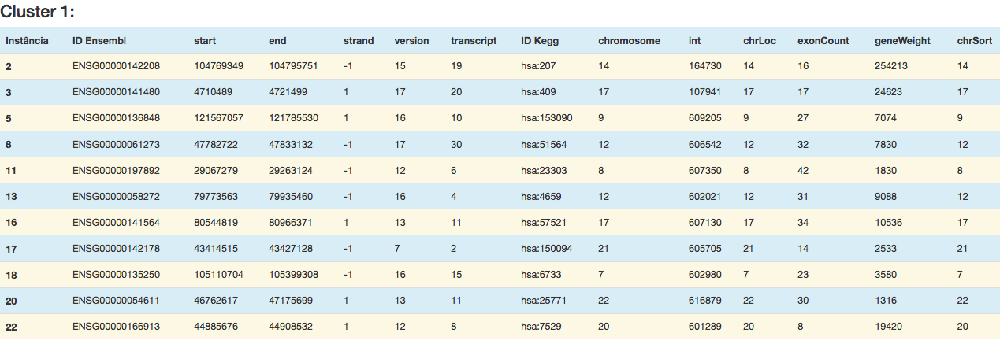 Cluster 1:
Instância ID Ensembl start end strand version transcript ID Kegg chromosome int chrLoc exonCount geneWeight chrSort
2 ENSG00000142208 104769349 104795751 -1 15 19 hsa:207 14 164730 14 16 254213 14
3 ENSG00000141480 4710489 4721499 1 17 20 hsa:409 17 107941 17 17 24623 17
5 ENSG00000136848 121567057 121785530 1 16 10 hsa:153090 9 609205 9 27 7074 9
8 ENSG00000061273 47782722 47833132 -1 17 30 hsa:51564 12 606542 12 32 7830 12
11 ENSG00000197892 29067279 29263124 -1 12 6 hsa:23303 8 607350 8 42 1830 8
13 ENSG00000058272 79773563 79935460 -1 16 4 hsa:4659 12 602021 12 31 9088 12
16 ENSG00000141564 80544819 80966371 1 13 11 hsa:57521 17 607130 17 34 10536 17
17 ENSG00000142178 43414515 43427128 -1 7 2 hsa:150094 21 605705 21 14 2533 21
18 ENSG00000135250 105110704 105399308 -1 16 15 hsa:6733 7 602980 7 23 3580 7
20 ENSG00000054611 46762617 47175699 1 13 11 hsa:25771 22 616879 22 30 1316 22
22 ENSG00000166913 44885676 44908532 1 12 8 hsa:7529 20 601289 20 8 19420 20